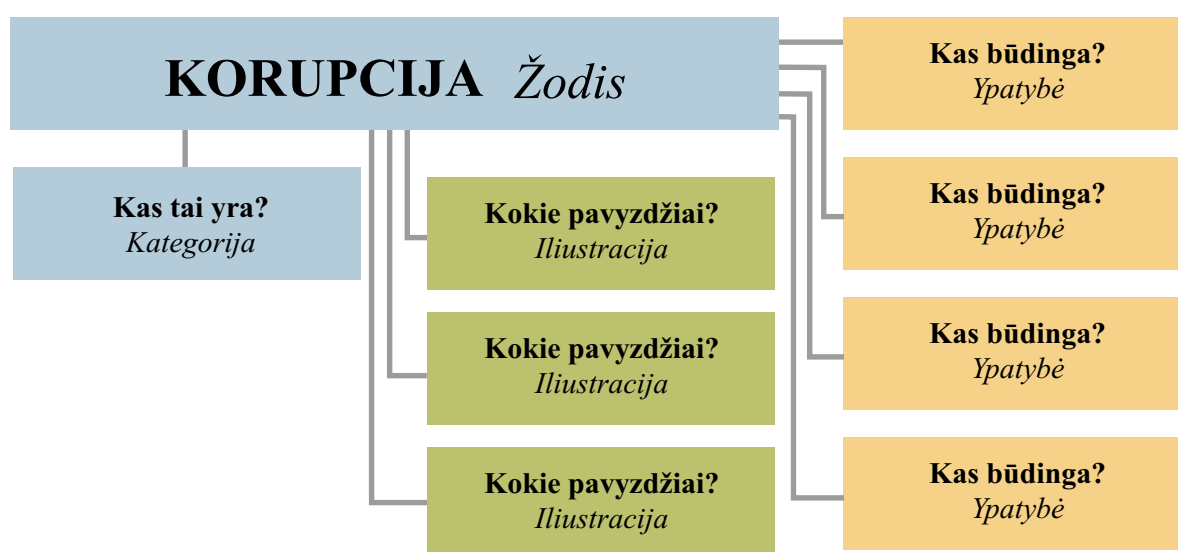 KORUPCIJA Žodis
Kas tai yra?
Kategorija
Kokie pavyzdžiai?
Iliustracija
Kokie pavyzdžiai?
Iliustracija
Kokie pavyzdžiai?
Iliustracija
Kas būdinga?
Ypatybė
Kas būdinga?
Ypatybė
Kas būdinga?
Ypatybė
Kas būdinga?
Ypatybė